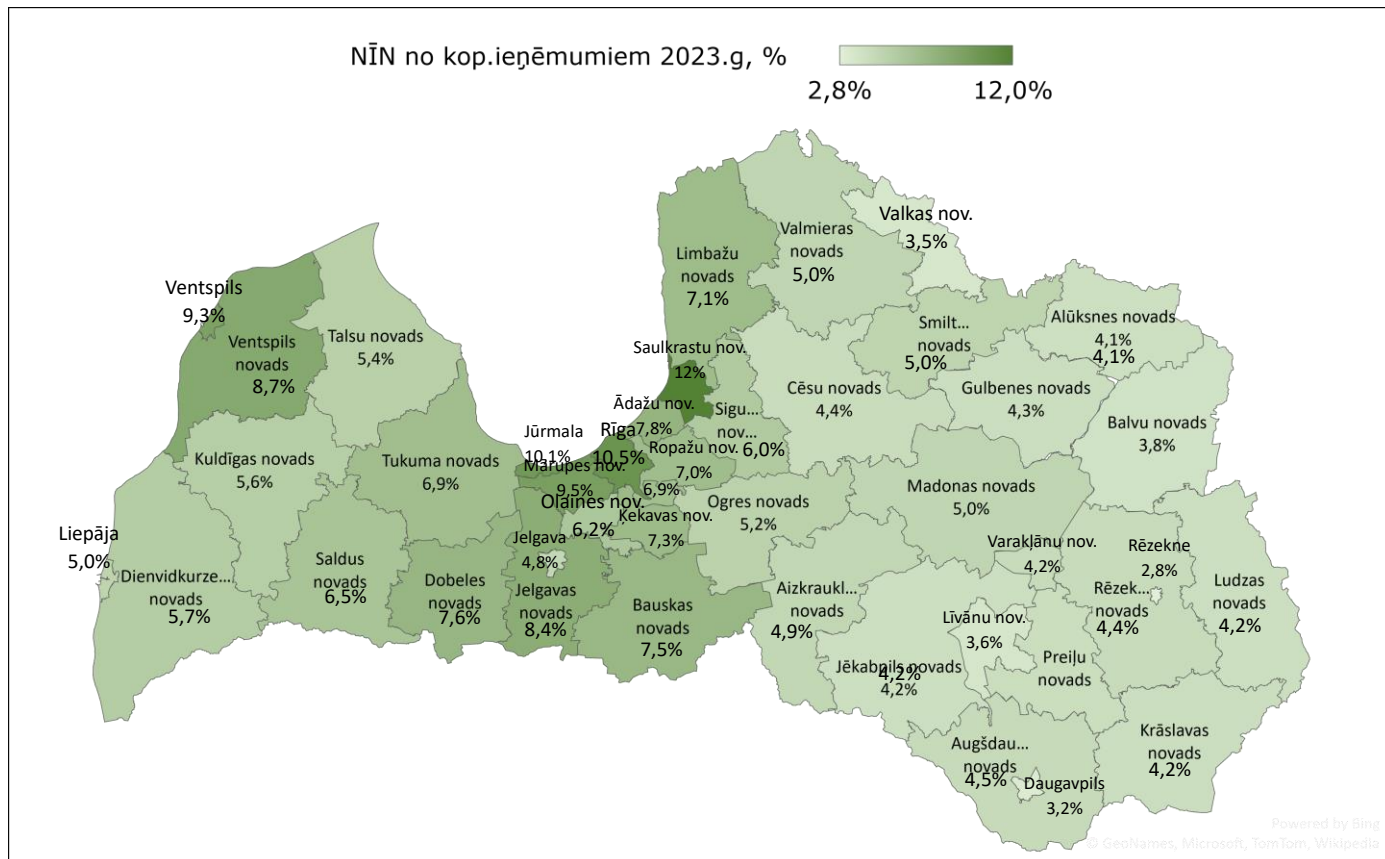 NĪN no kop.ieņēmumiem 2023.g, %
2,8%
12,0%
Valkas nov.
3,5%
Valmieras
novads
5,0%
Limbažu
novads
7,1%
Ventspils
9,3%
Ventspils
novads
8,7%
Talsu novads
5,4%
Smilt...
novads
5,0%
Alūksnes novads
4,1%
4,1%
Saulkrastu nov.
12%
Cēsu novads
4,4%
Gulbenes novads
4,3%
Ādažu nov.
7,8%
Sigu...
nov...
6,0%
Balvu novads
3,8%
Jūrmala
10,1%
Rīga
10,5%
Ropažu nov.
7,0%
Kuldīgas novads
5,6%
Tukuma novads
6,9%
Mārupes nov.
9,5%
6,9%
Olaines nov.
6,2%
Ķekavas nov.
7,3%
Ogres novads
5,2%
Madonas novads
5,0%
Liepāja
5,0%
Jelgava
4,8%
Varakļānu nov.
4,2%
Rēzekne
2,8%
Dienvidkurze...
novads
5,7%
Saldus
novads
6,5%
Dobeles
novads
7,6%
Jelgavas
novads
8,4%
Bauskas
novads
7,5%
Aizkraukl...
novads
4,9%
Līvānu nov.
3,6%
Rēzek...
novads
4,4%
Ludzas
novads
4,2%
Jēkabpils novads
4,2%
4,2%
Preiļu
novads
Augšdau...
novads
4,5%
Daugavpils
3,2%
Krāslavas
novads
4,2%
Powered by Bing
© GeoNames, Microsoft, TomTom, Wikipedia